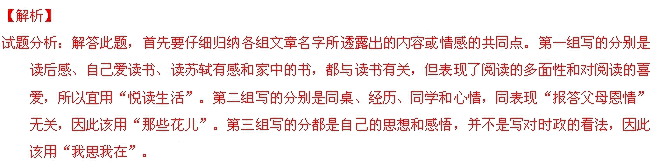 【解析】
试题分析：解答此题，首先要仔细归纳各组文章名字所透露出的内容或情感的共同点。第一组写的分别是
读后感、自己爱读书、读苏轼有感和家中的书，都与读书有关，但表现了阅读的多面性和对阅读的喜
爱，所以宜用“悦读生活”。第二组写的分别是同桌、经历、同学和心情，同表现“报答父母恩情”
无关，因此该用“那些花儿”。第三组写的分都是自己的思想和感悟，并不是写对时政的看法，因此
该用“我思我在”。